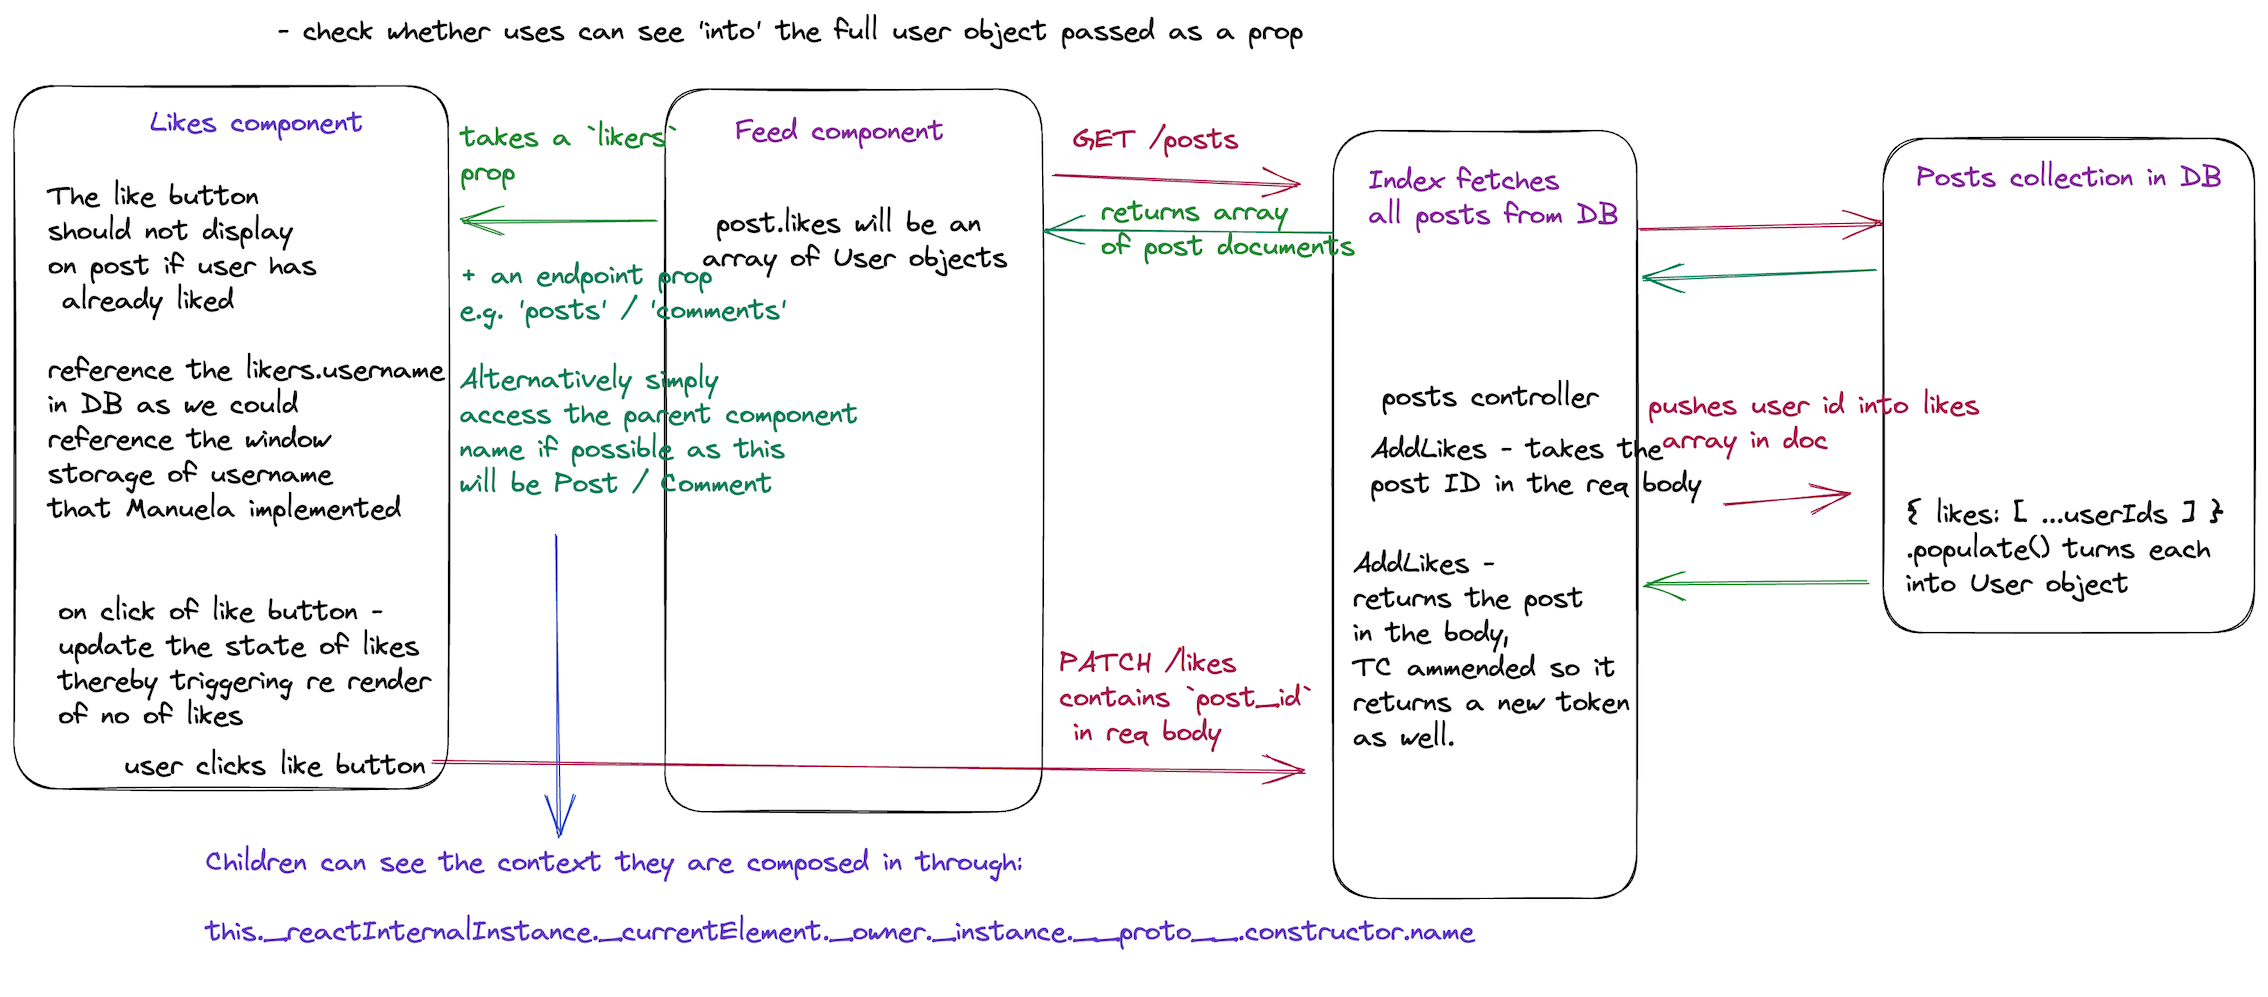 - check whether uses can see 'into' the full user object passed as a prop
Likes component
The like button
should not display
on post if user has
already liked
reference the likers.username
in DB as we could
reference the window
storage of username
that Manuela implemented
on click of like button -
update the state of likes
thereby triggering re render
of no of likes
user clicks like button
takes a `likers`
prop
+ an endpoint prop
e.g. 'posts' / 'comments'
Alternatively simply
access the parent component
name if possible as this
will be Post / Comment
Feed component
post.likes will be an
array of User objects
GET /posts
returns array
of post documents
PATCH /likes
contains `post_id`
in req body
Index fetches
all posts from DB
posts controller
AddLikes - takes the
post ID in the req body
AddLikes -
returns the post
in the body,
TC ammended so it
returns a new token
as well.
pushes user id into likes
array in doc
Posts collection in DB
{ likes: [ ...userIds ] }
.populate() turns each
into User object
Children can see the context they are composed in through:
this._reactInternalInstance._currentElement._owner._instance.__proto__.constructor.name